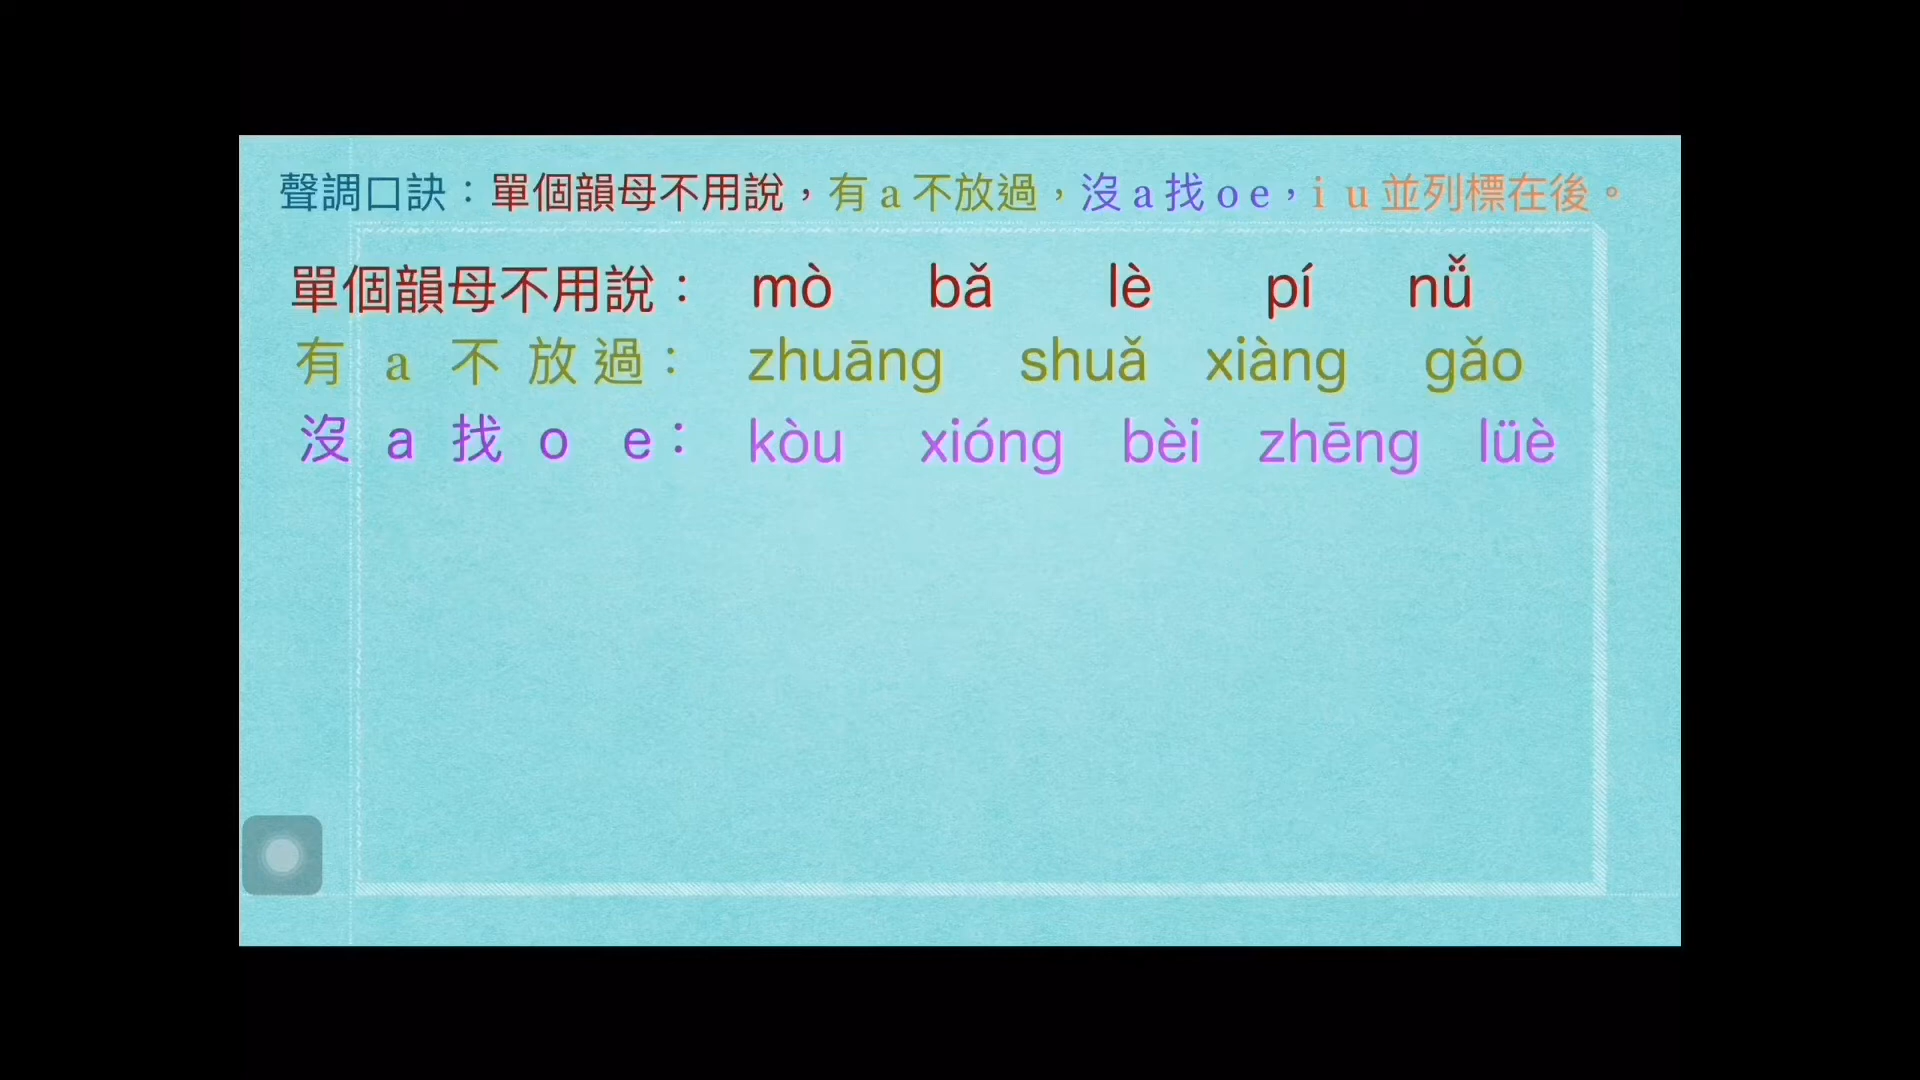 聲調口訣：單個韻母不用說，有 a 不放過，沒 a 找 o e，i u 並列標在後。
單個韻母不用說： mò bǎ lè pí nǚ
有 a 不放過： zhuāng shuǎ xiàng gǎo
沒 a 找 o e： kòu xióng bèi zhēng lüè